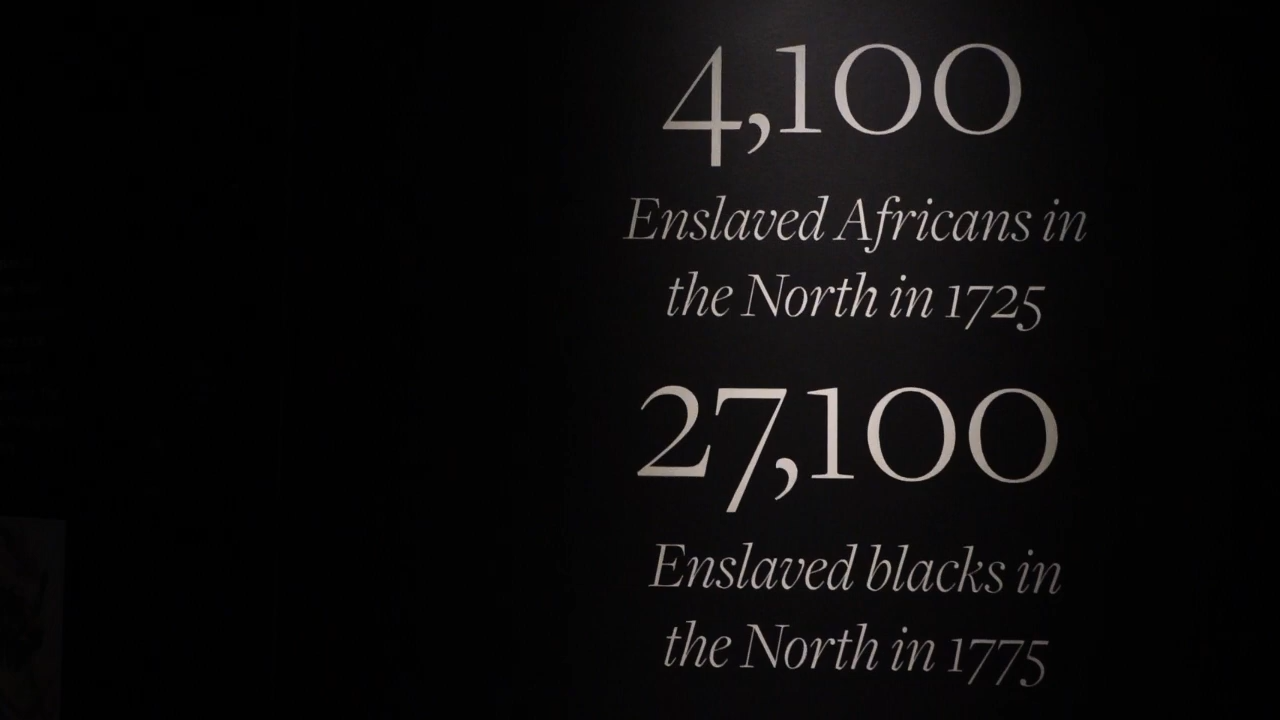 4,100
Enslaved Africans in
the North in 1725
27,100
Enslaved blacks in
the North in 1775